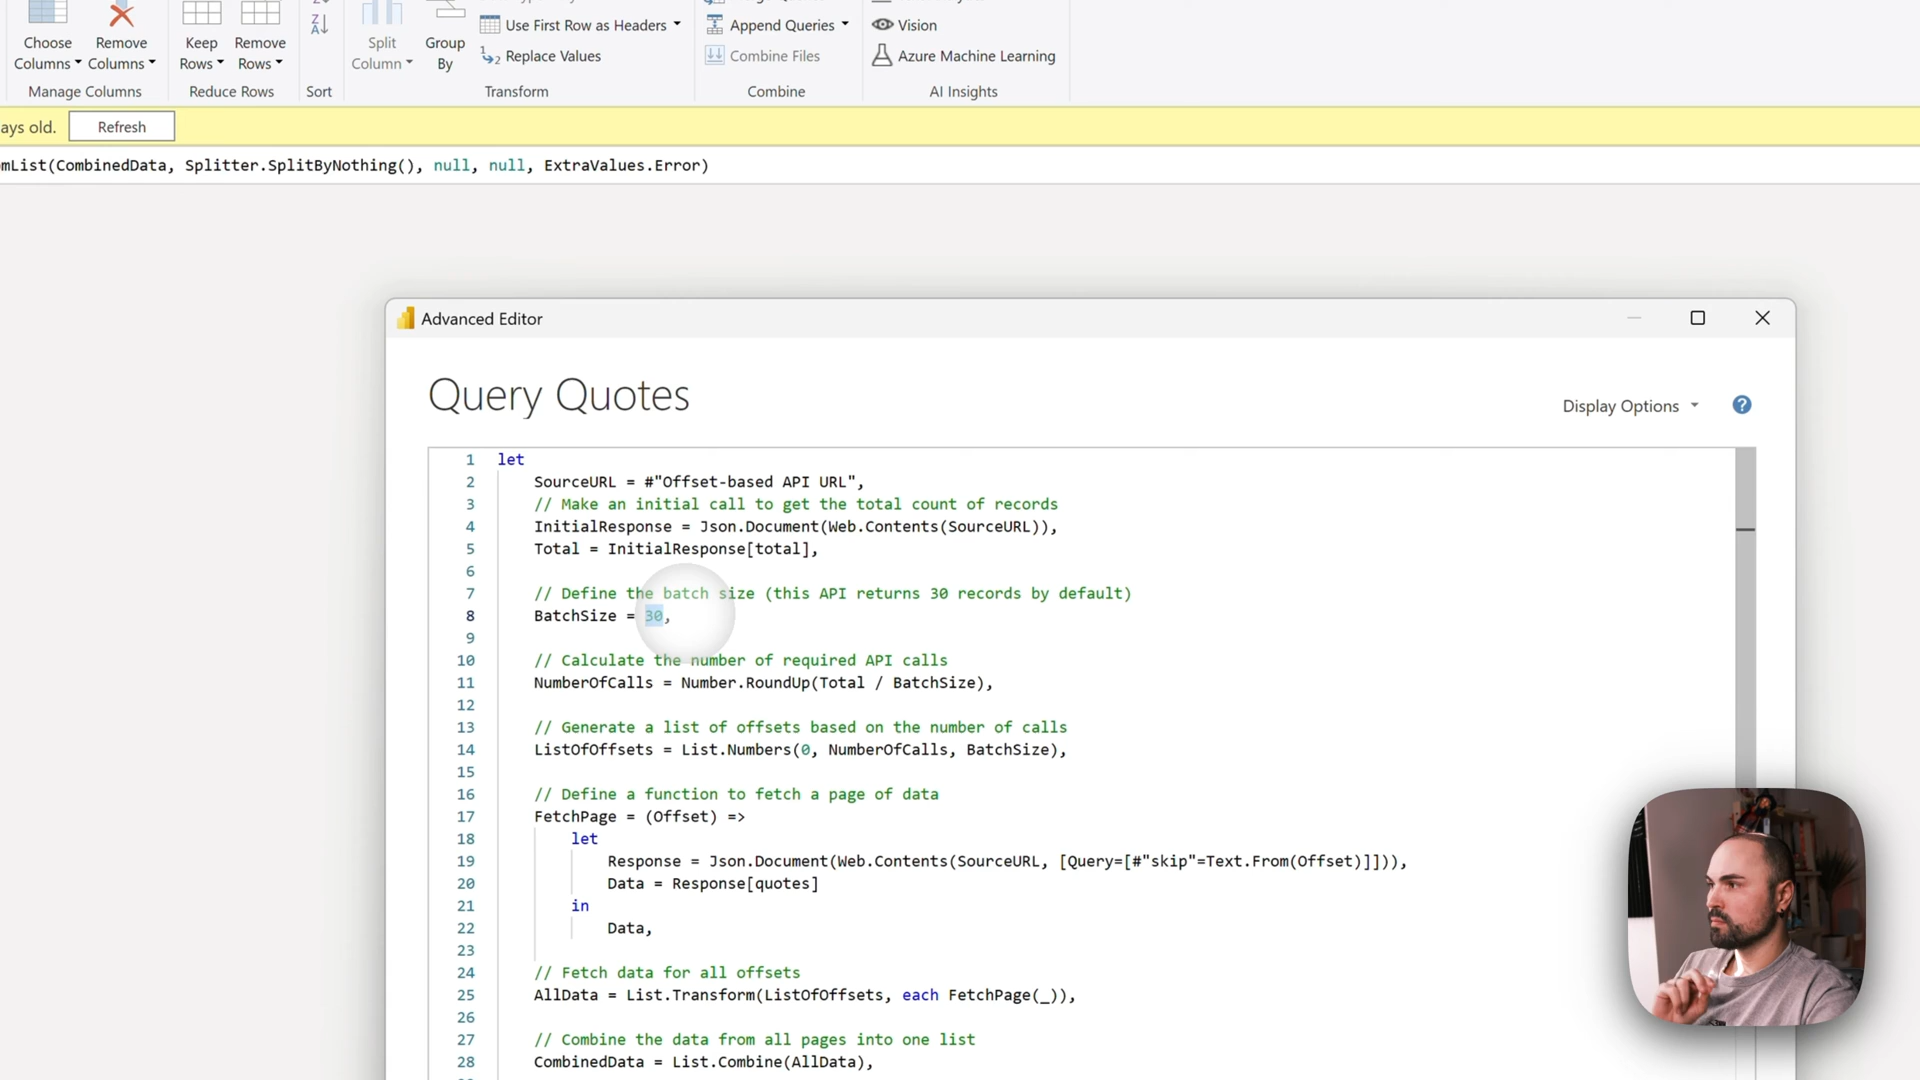 Choose
Columns
Remove
Columns
Keep
Rows
Remove
Rows
Split
Column
Group
By
Use First Row as Headers
Replace Values
Append Queries
Combine Files
Vision
Azure Machine Learning
Manage Columns
Reduce Rows
Sort
Transform
Combine
AI Insights
ays old.
Refresh
omList(CombinedData, Splitter.SplitByNothing(), null, null, ExtraValues.Error)
Advanced Editor
Query Quotes
Display Options
?
1 let
2 SourceURL = #"Offset-based API URL",
3 // Make an initial call to get the total count of records
4 InitialResponse = Json.Document(Web.Contents(SourceURL)),
5 Total = InitialResponse[total],
6
7 // Define the batch size (this API returns 30 records by default)
8 BatchSize = 30,
9
10 // Calculate the number of required API calls
11 NumberOfCalls = Number.RoundUp(Total / BatchSize),
12
13 // Generate a list of offsets based on the number of calls
14 ListOfOffsets = List.Numbers(0, NumberOfCalls, BatchSize),
15
16 // Define a function to fetch a page of data
17 FetchPage = (Offset) =>
18 let
19 Response = Json.Document(Web.Contents(SourceURL, [Query=[#"skip"=Text.From(Offset)]])),
20 Data = Response[quotes]
21 in
22 Data,
23
24 // Fetch data for all offsets
25 AllData = List.Transform(ListOfOffsets, each FetchPage(_)),
26
27 // Combine the data from all pages into one list
28 CombinedData = List.Combine(AllData),